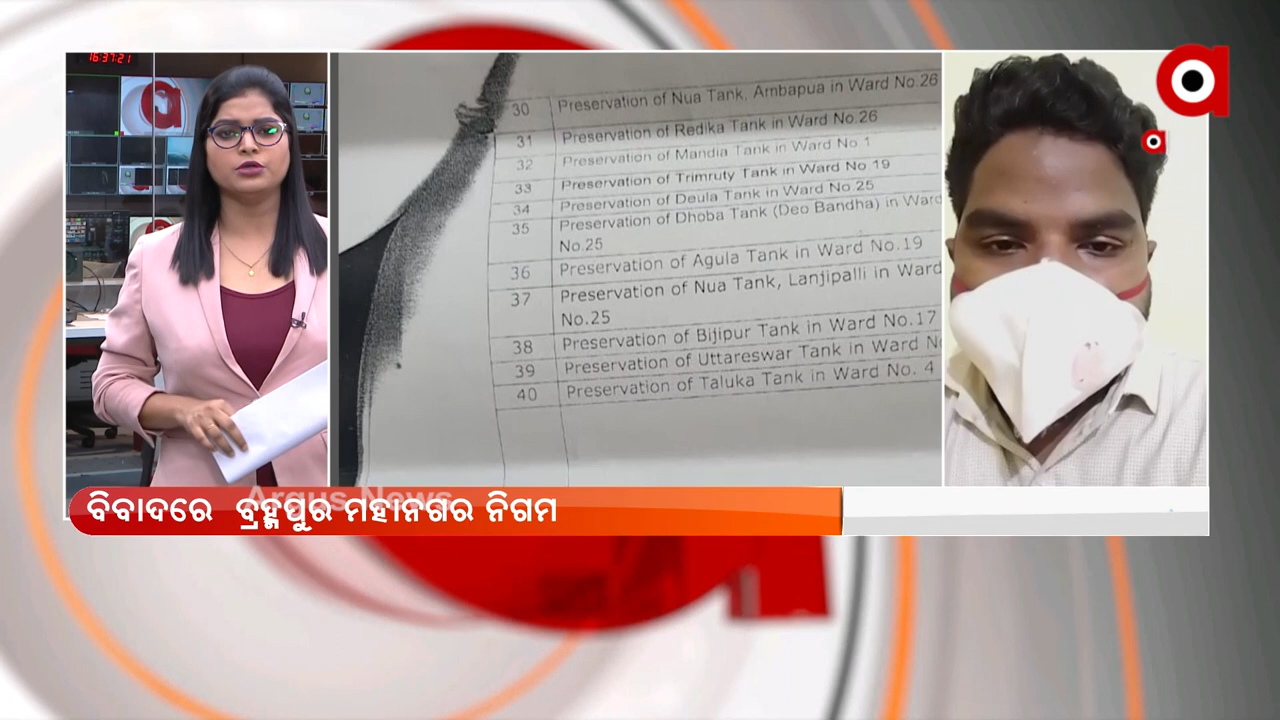 16:37:21
30 Preservation of Nua Tank, Ambapua in Ward No.26
31 Preservation of Redika Tank in Ward No.26
32 Preservation of Mandia Tank in Ward No 1
33 Preservation of Trimruty Tank in Ward No 19
34 Preservation of Deula Tank in Ward No.25
35 Preservation of Dhoba Tank (Deo Bandha) in Ward
No.25
36 Preservation of Agula Tank in Ward No.19
37 Preservation of Nua Tank, Lanjipalli in Ward
No.25
38 Preservation of Bijipur Tank in Ward No.17
39 Preservation of Uttareswar Tank in Ward
40 Preservation of Taluka Tank in Ward No. 4
Argus News
ବିବାଦରେ ବ୍ରହ୍ମପୁର ମହାନଗର ନିଗମ